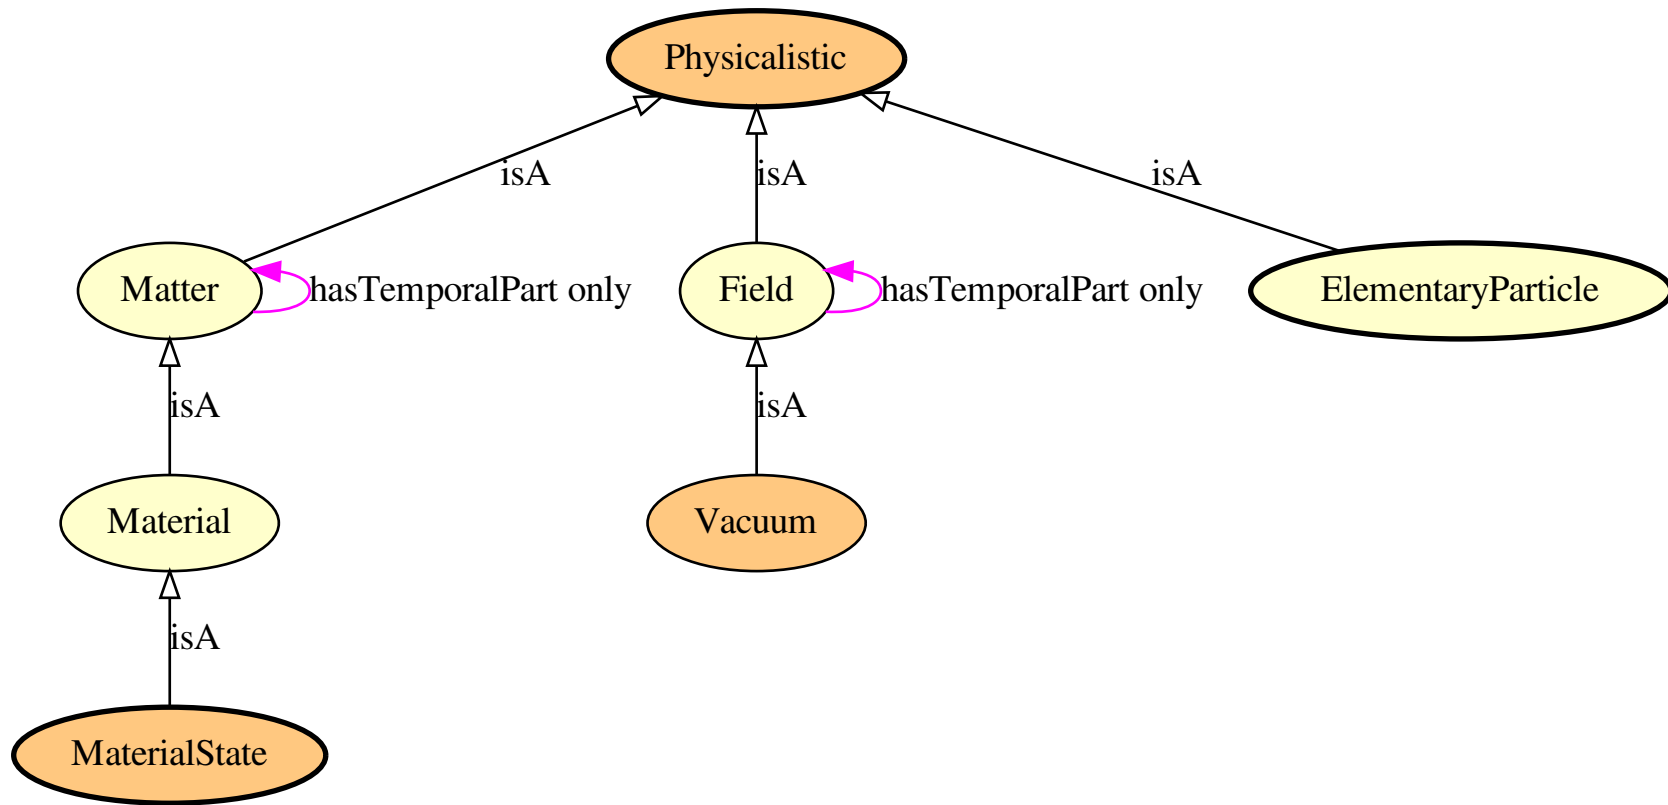 Physicalistic
isA
isA
isA
Matter
hasTemporalPart only
Field
hasTemporalPart only
ElementaryParticle
isA
isA
Material
Vacuum
isA
MaterialState